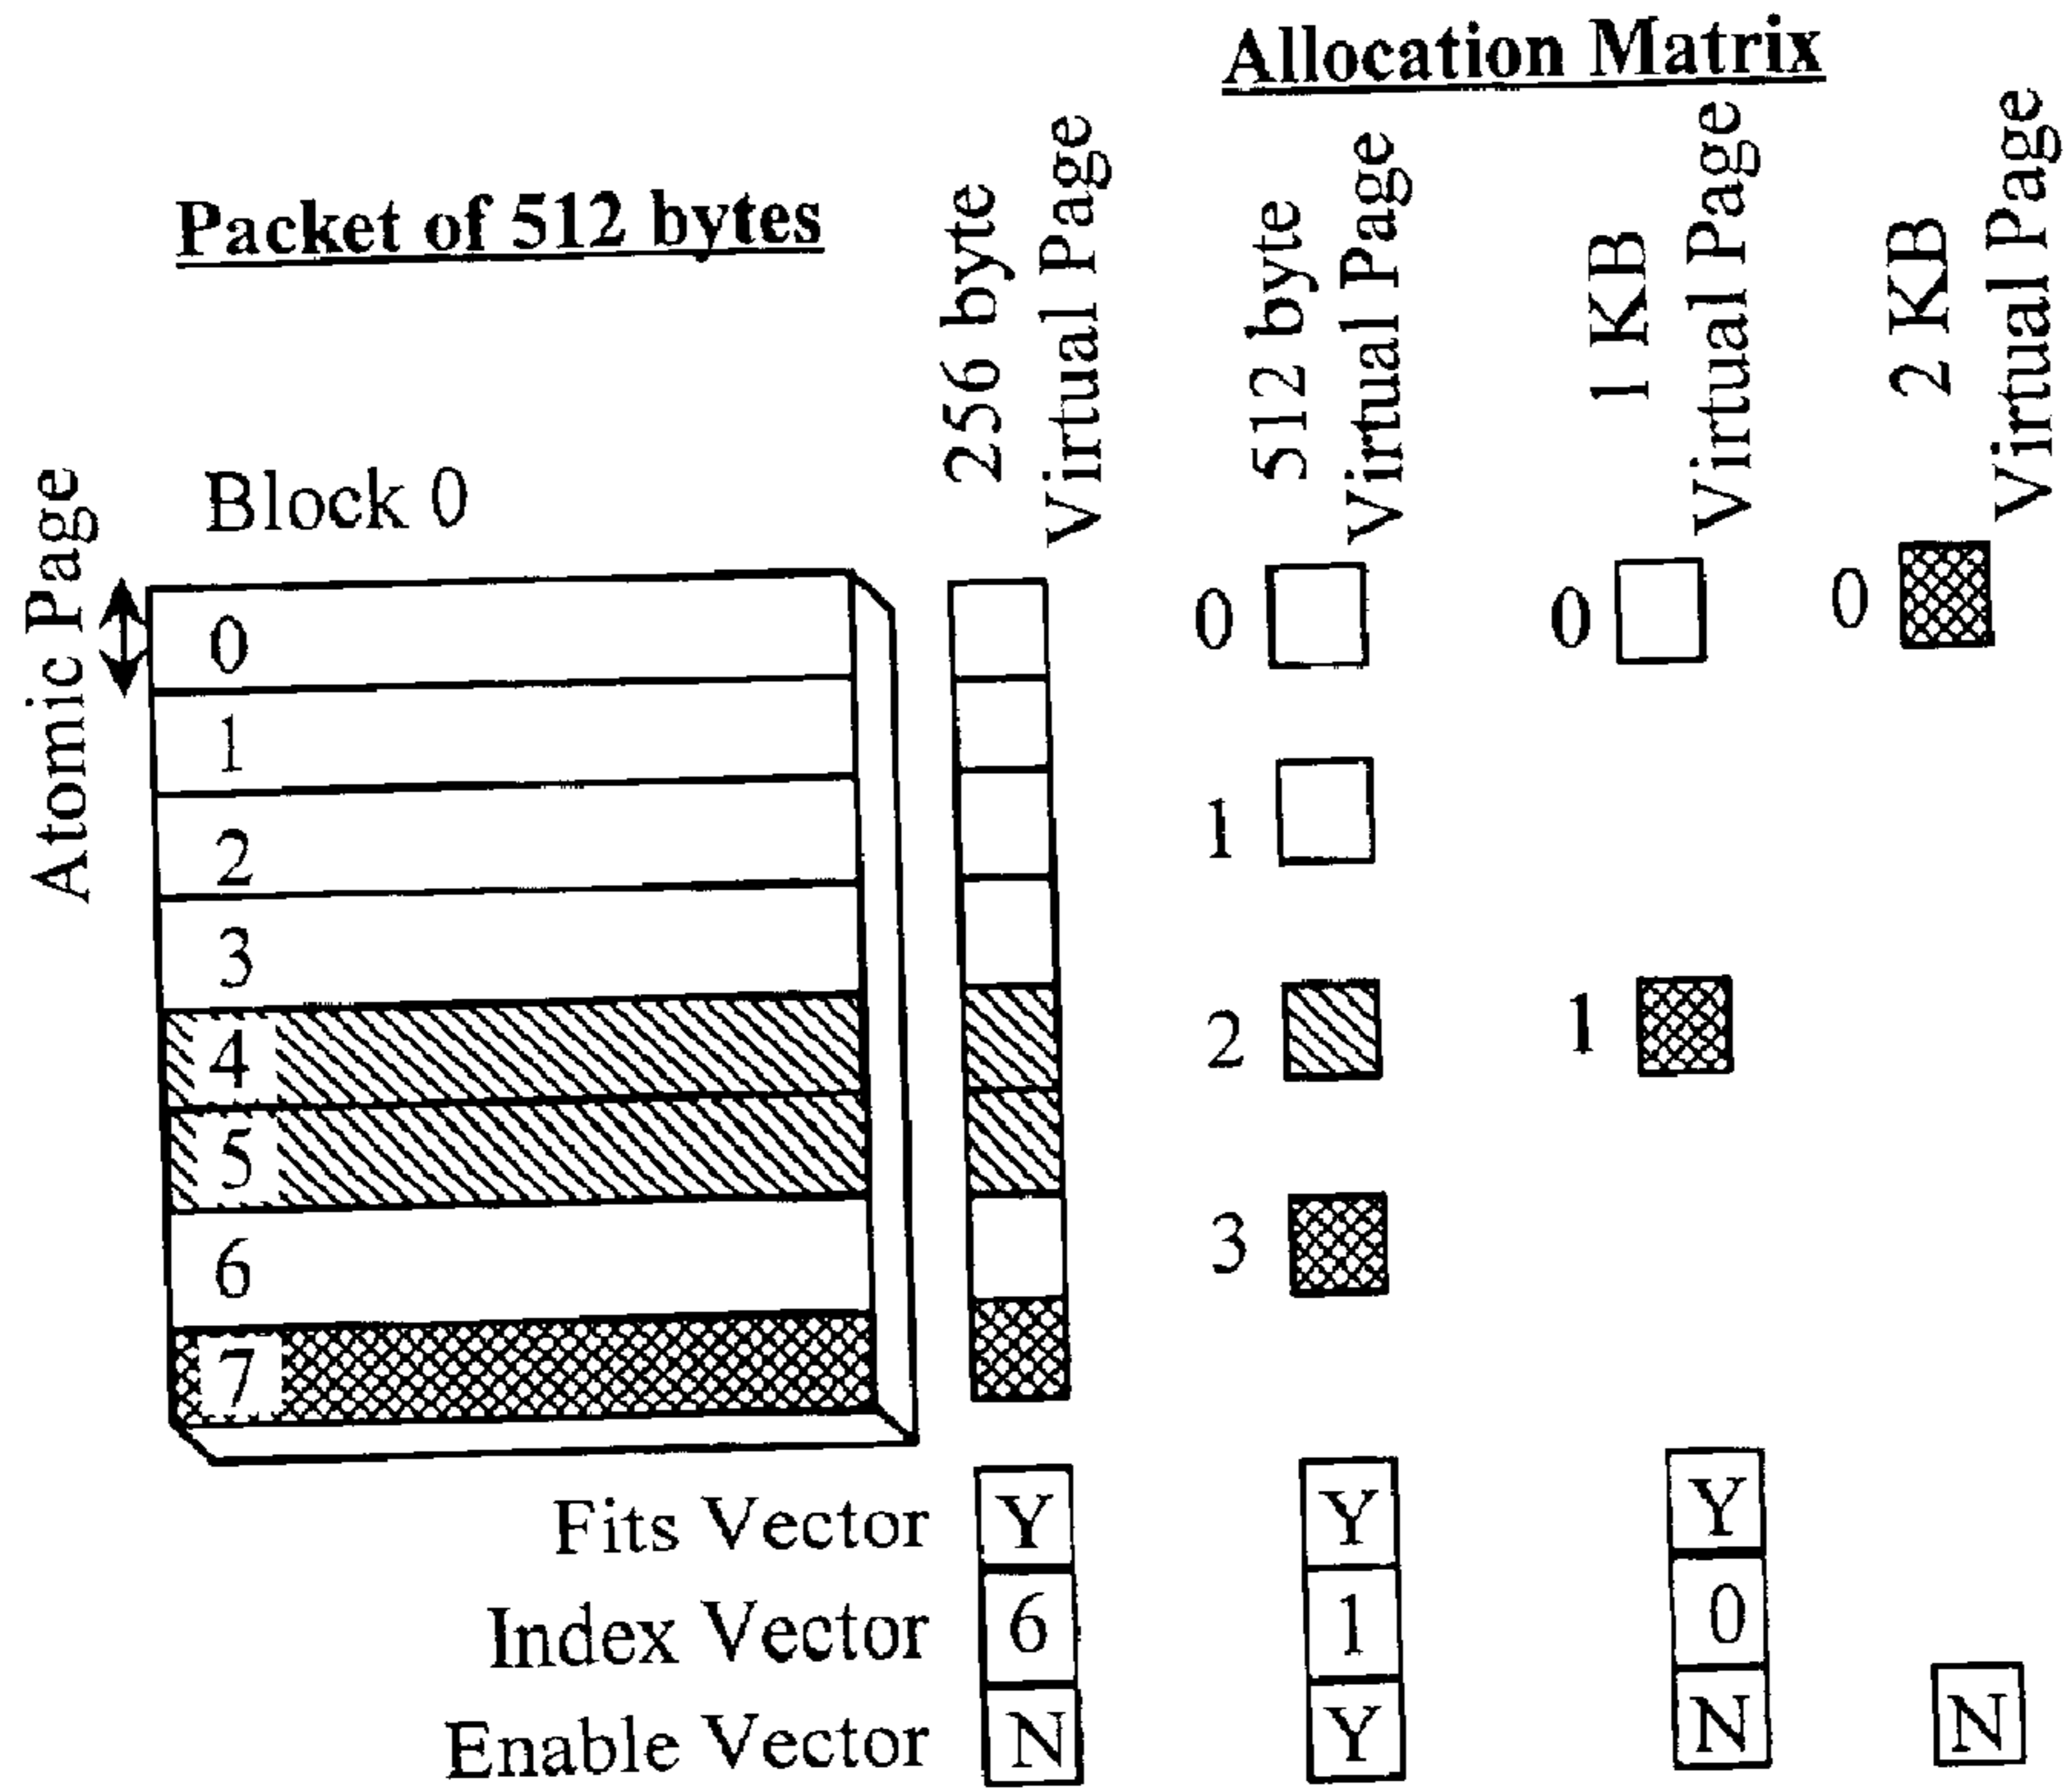 Allocation Matrix
Packet of 512 bytes
256 byte
Virtual Page
512 byte
Virtual Page
1 KB
Virtual Page
2 KB
Virtual Page
Atomic Page
Block 0
0
1
2
3
4
5
6
7
0
1
2
3
0
1
0
Fits Vector Y Y Y
Index Vector 6 1 0
Enable Vector N Y N N